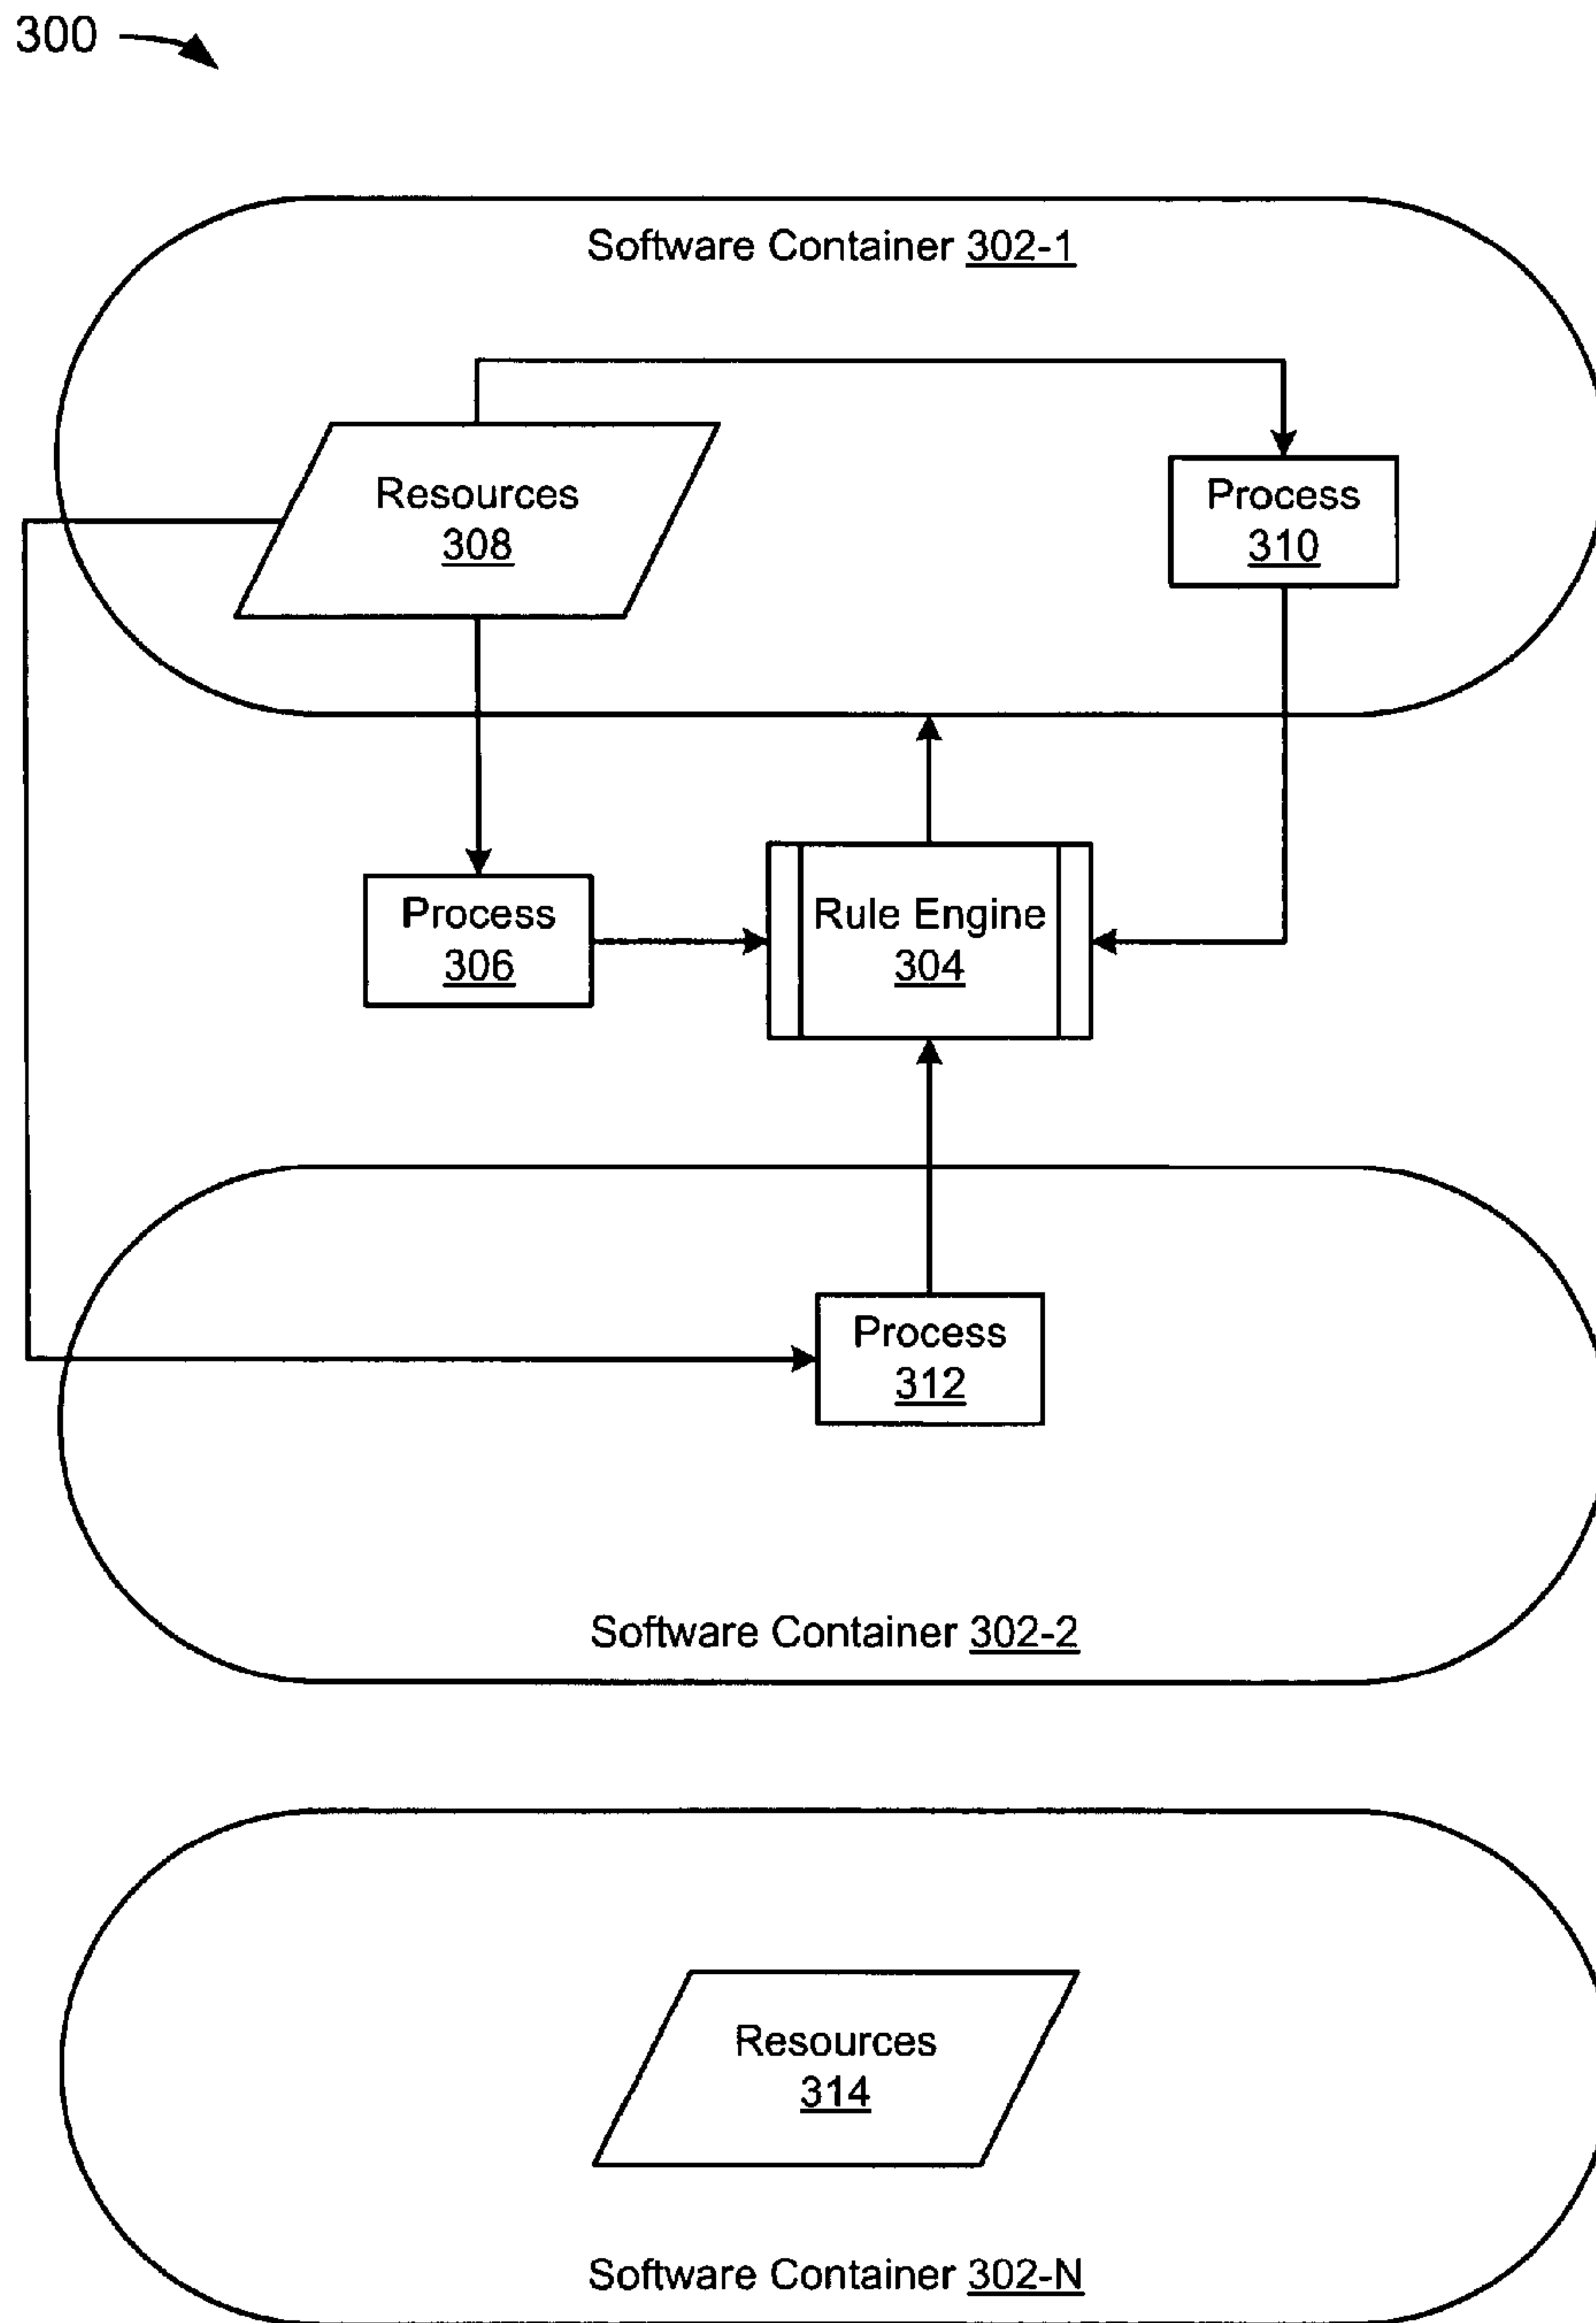 300
Software Container 302-1
Resources
308
Process
310
Process
306
Rule Engine
304
Process
312
Software Container 302-2
Resources
314
Software Container 302-N